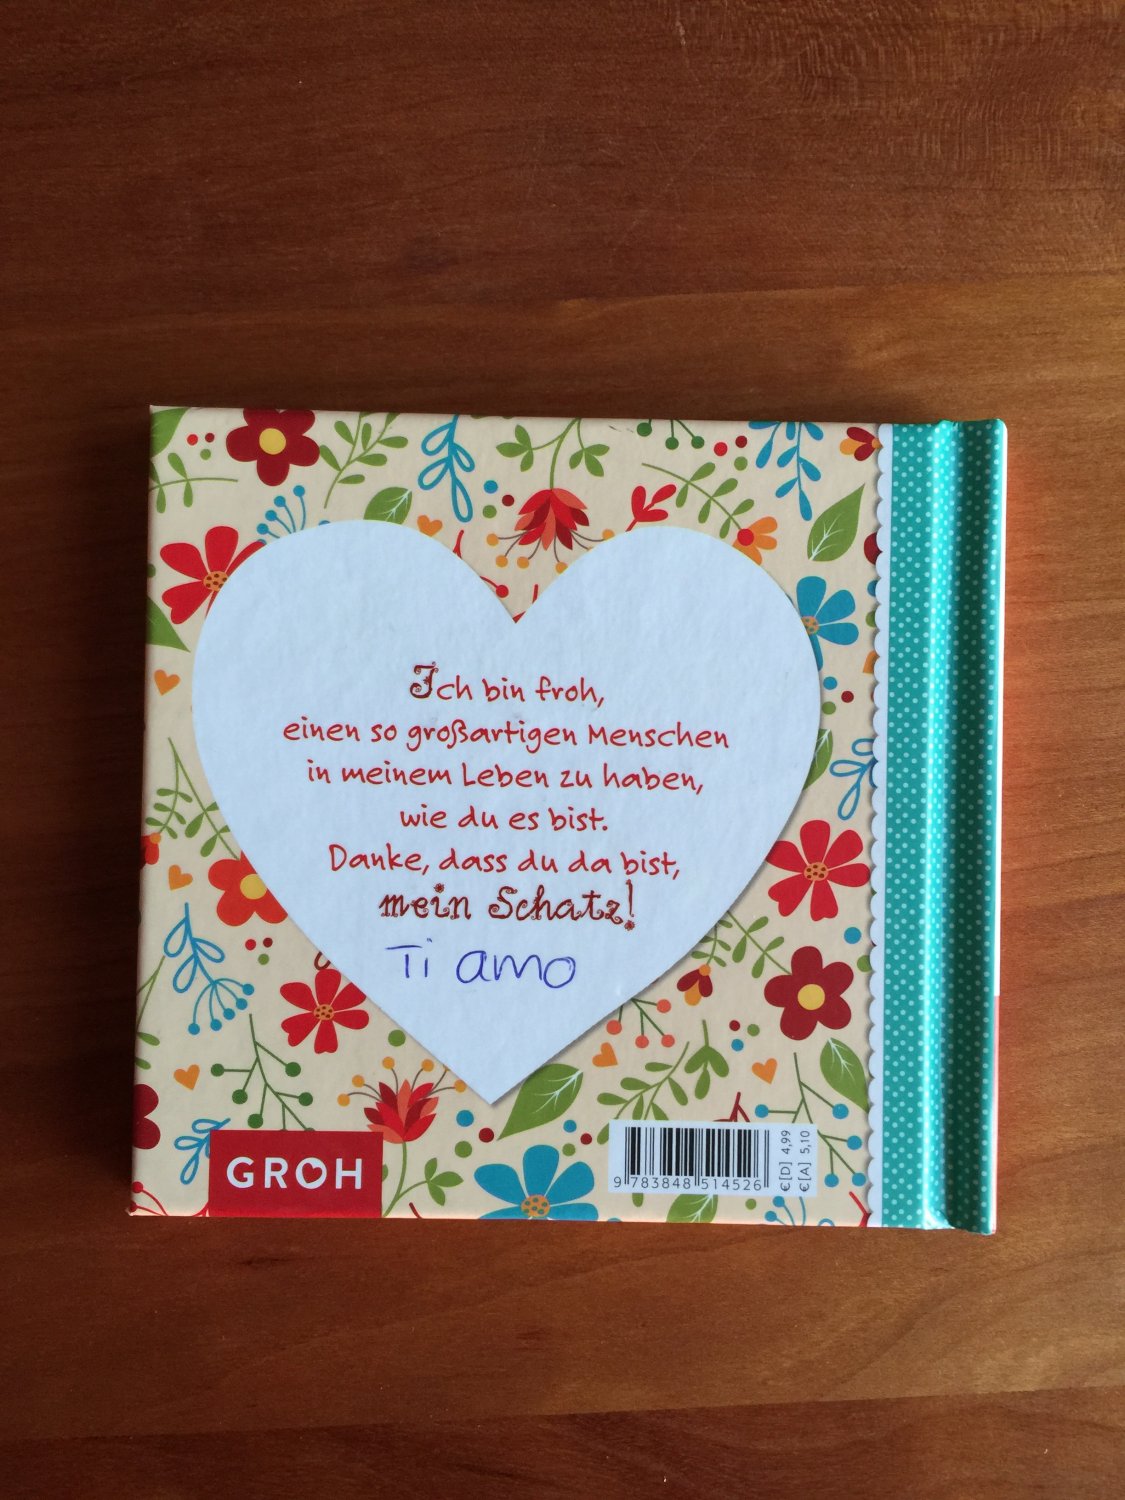 Ich bin froh,
einen so großartigen Menschen
in meinem Leben zu haben,
wie du es bist.
Danke, dass du da bist,
mein Schatz!
Ti amo
GROH
9 783848 514526
€[D] 4,99
€[A] 5,10